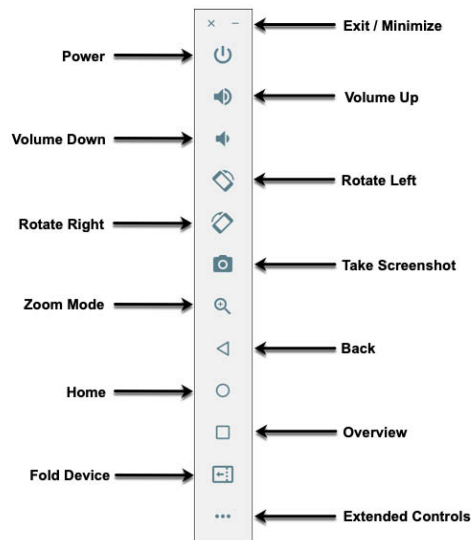 Exit / Minimize
Power
Volume Up
Volume Down
Rotate Left
Rotate Right
Take Screenshot
Zoom Mode
Back
Home
Overview
Fold Device
Extended Controls